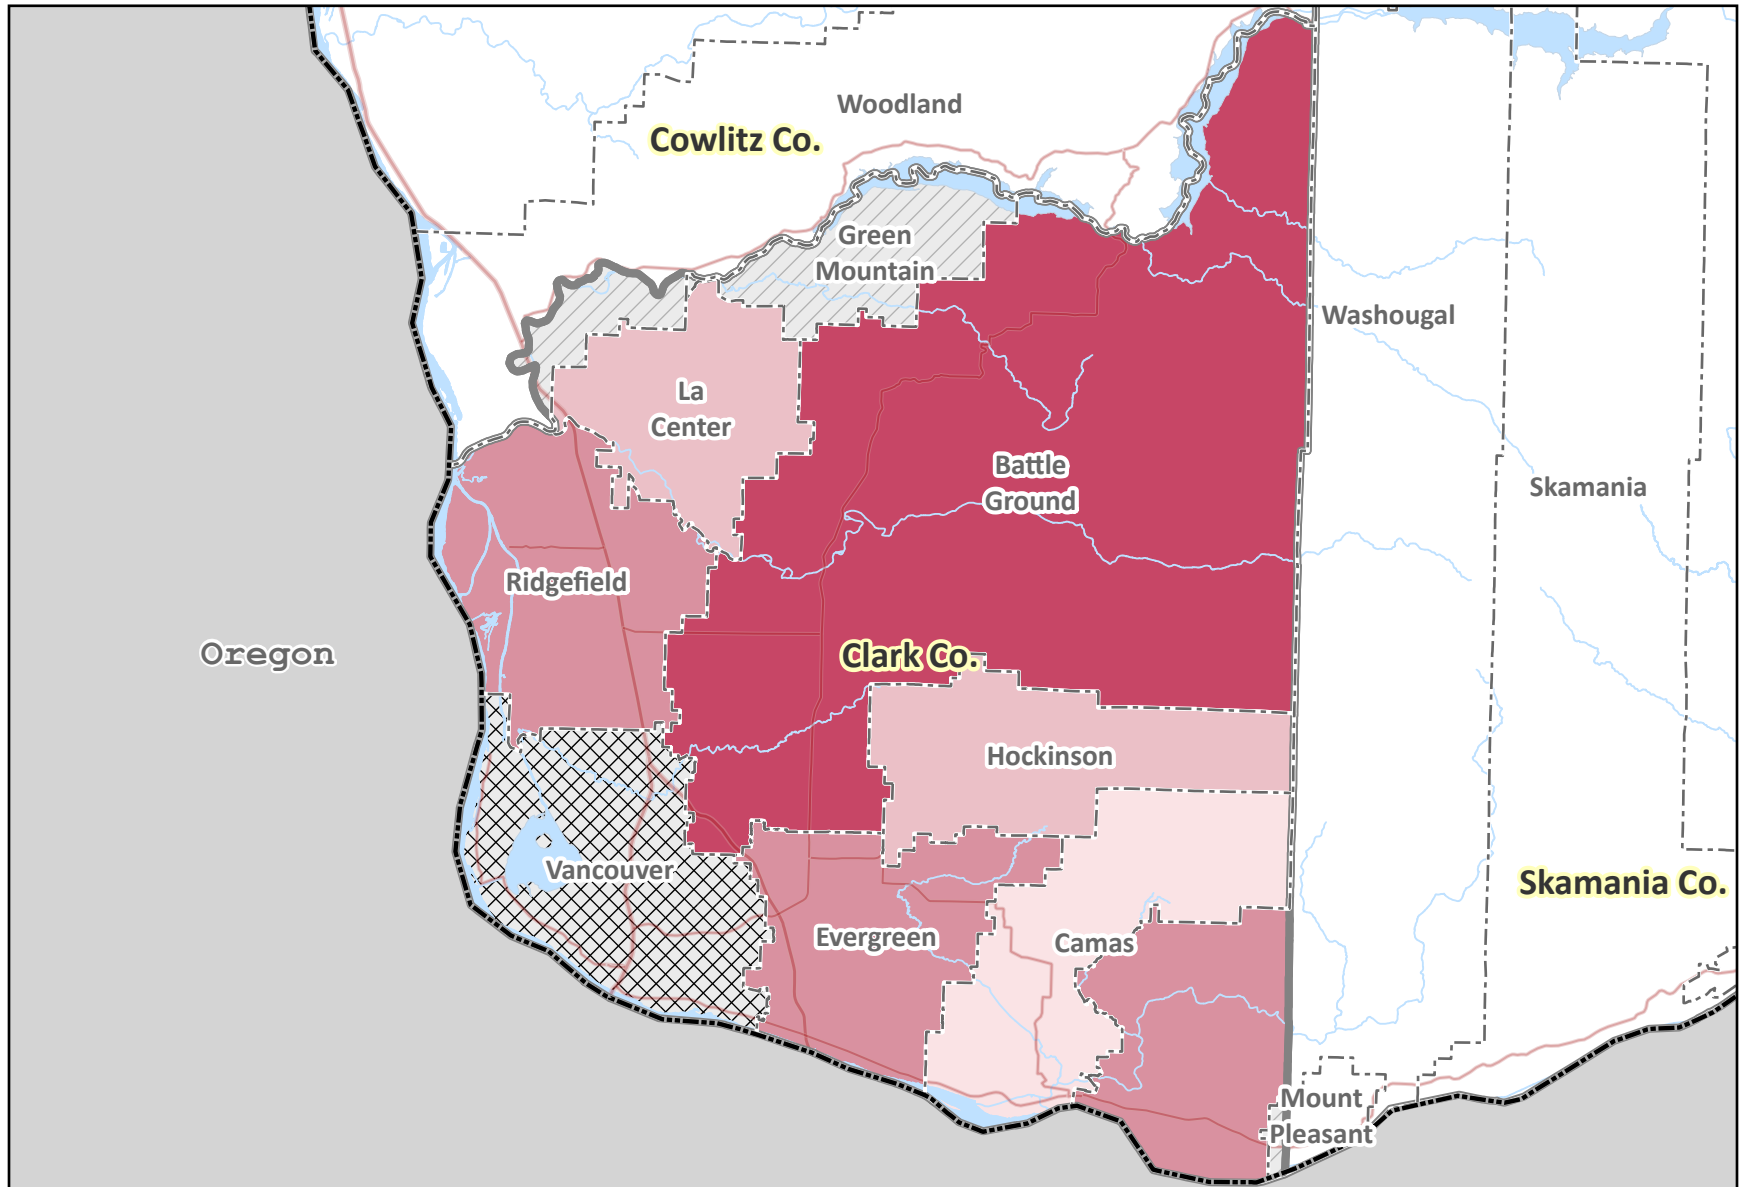 Woodland
Cowlitz Co.
Green
Mountain
Washougal
La
Center
Battle
Ground
Skamania
Ridgefield
Oregon
Clark Co.
Hockinson
Vancouver
Skamania Co.
Evergreen
Camas
Mount
Pleasant